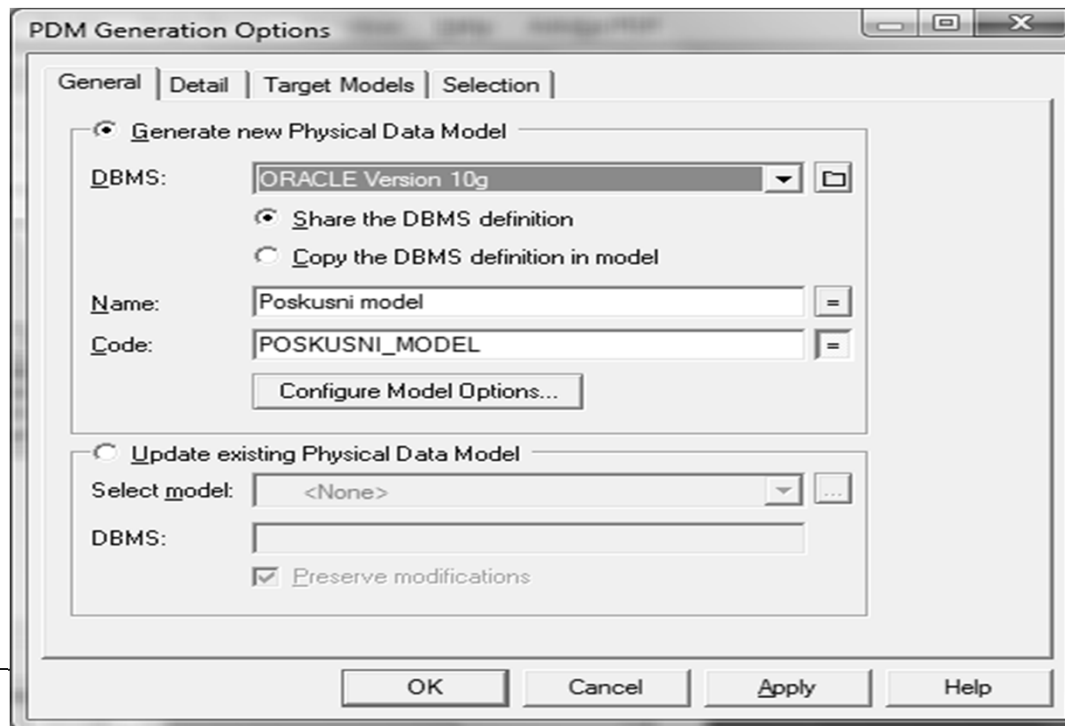 PDM Generation Options
General Detail Target Models Selection
Generate new Physical Data Model
DBMS: ORACLE Version 10g
Share the DBMS definition
Copy the DBMS definition in model
Name: Poskusni model =
Code: POSKUSNI_MODEL =
Configure Model Options...
Update existing Physical Data Model
Select model: <None> ...
DBMS:
Preserve modifications
OK Cancel Apply Help